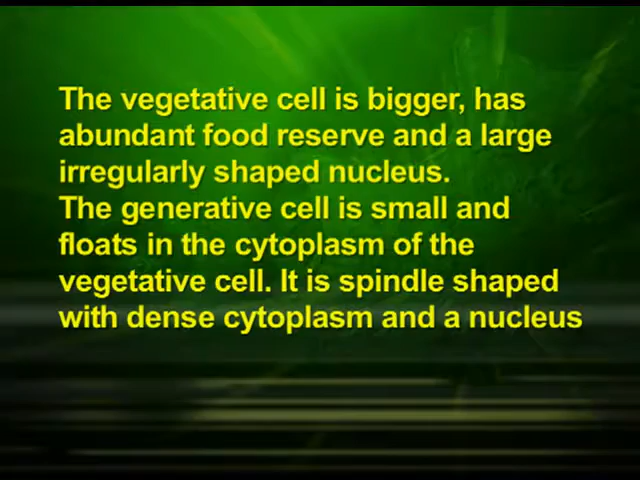 The vegetative cell is bigger, has
abundant food reserve and a large
irregularly shaped nucleus.
The generative cell is small and
floats in the cytoplasm of the
vegetative cell. It is spindle shaped
with dense cytoplasm and a nucleus